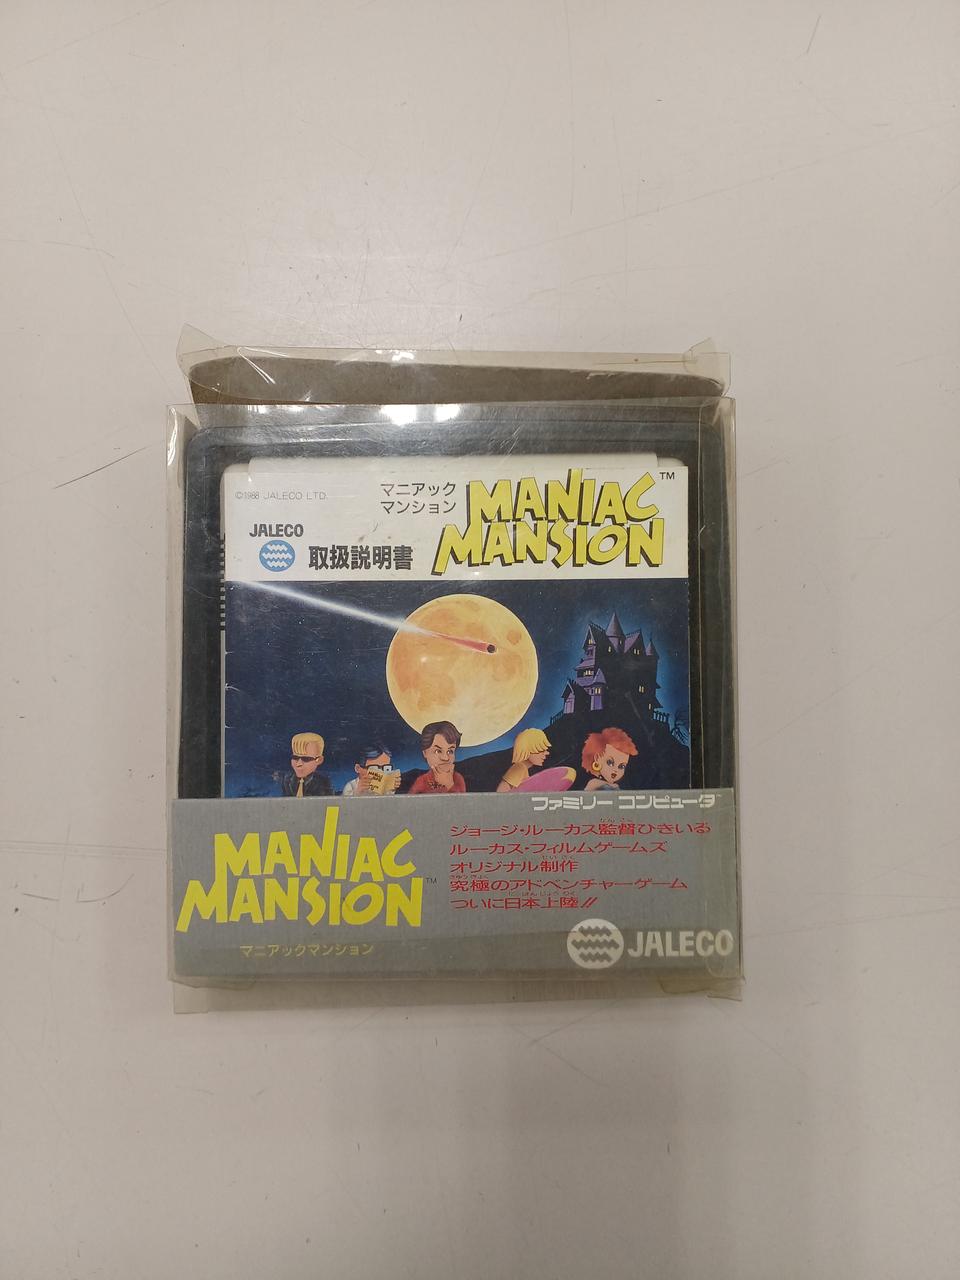 ©1988 JALECO LTD.
マニアック
マンション
MANIAC
MANSION
TM
JALECO
取扱説明書
MANIAC
ファミリー コンピュータ
MANIAC
MANSION
TM
マニアックマンション
ジョージ・ルーカス監督ひきいる
ルーカス・フィルムゲームズ
オリジナル制作
究極のアドベンチャーゲーム
ついに日本上陸!!
JALECO